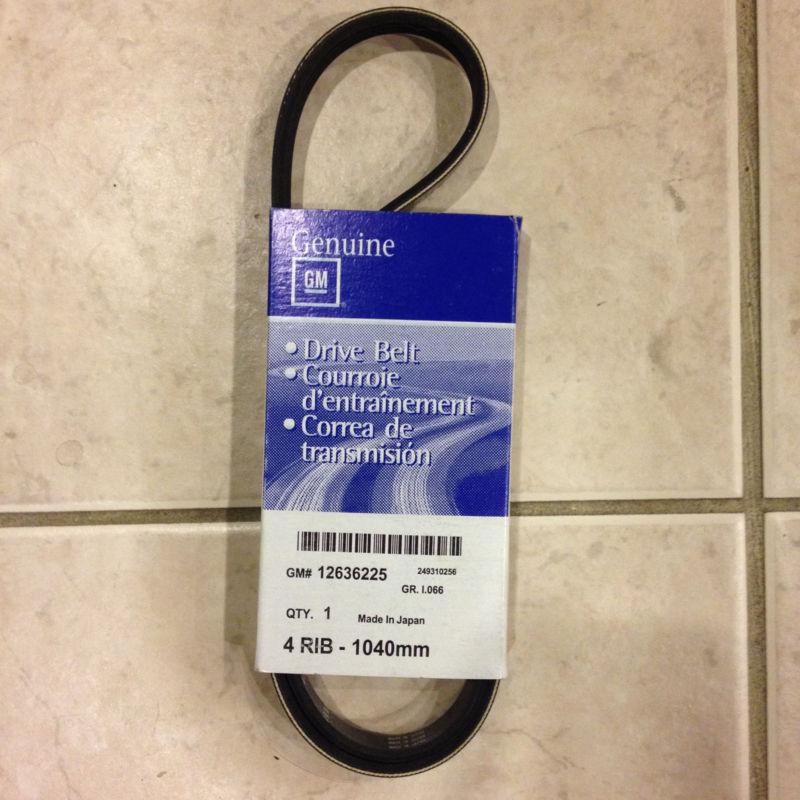 Genuine
GM
• Drive Belt
• Courroie
d'entraînement
• Correa de
transmisión
GM# 12636225 249310256
GR. I.066
QTY. 1 Made In Japan
4 RIB - 1040mm